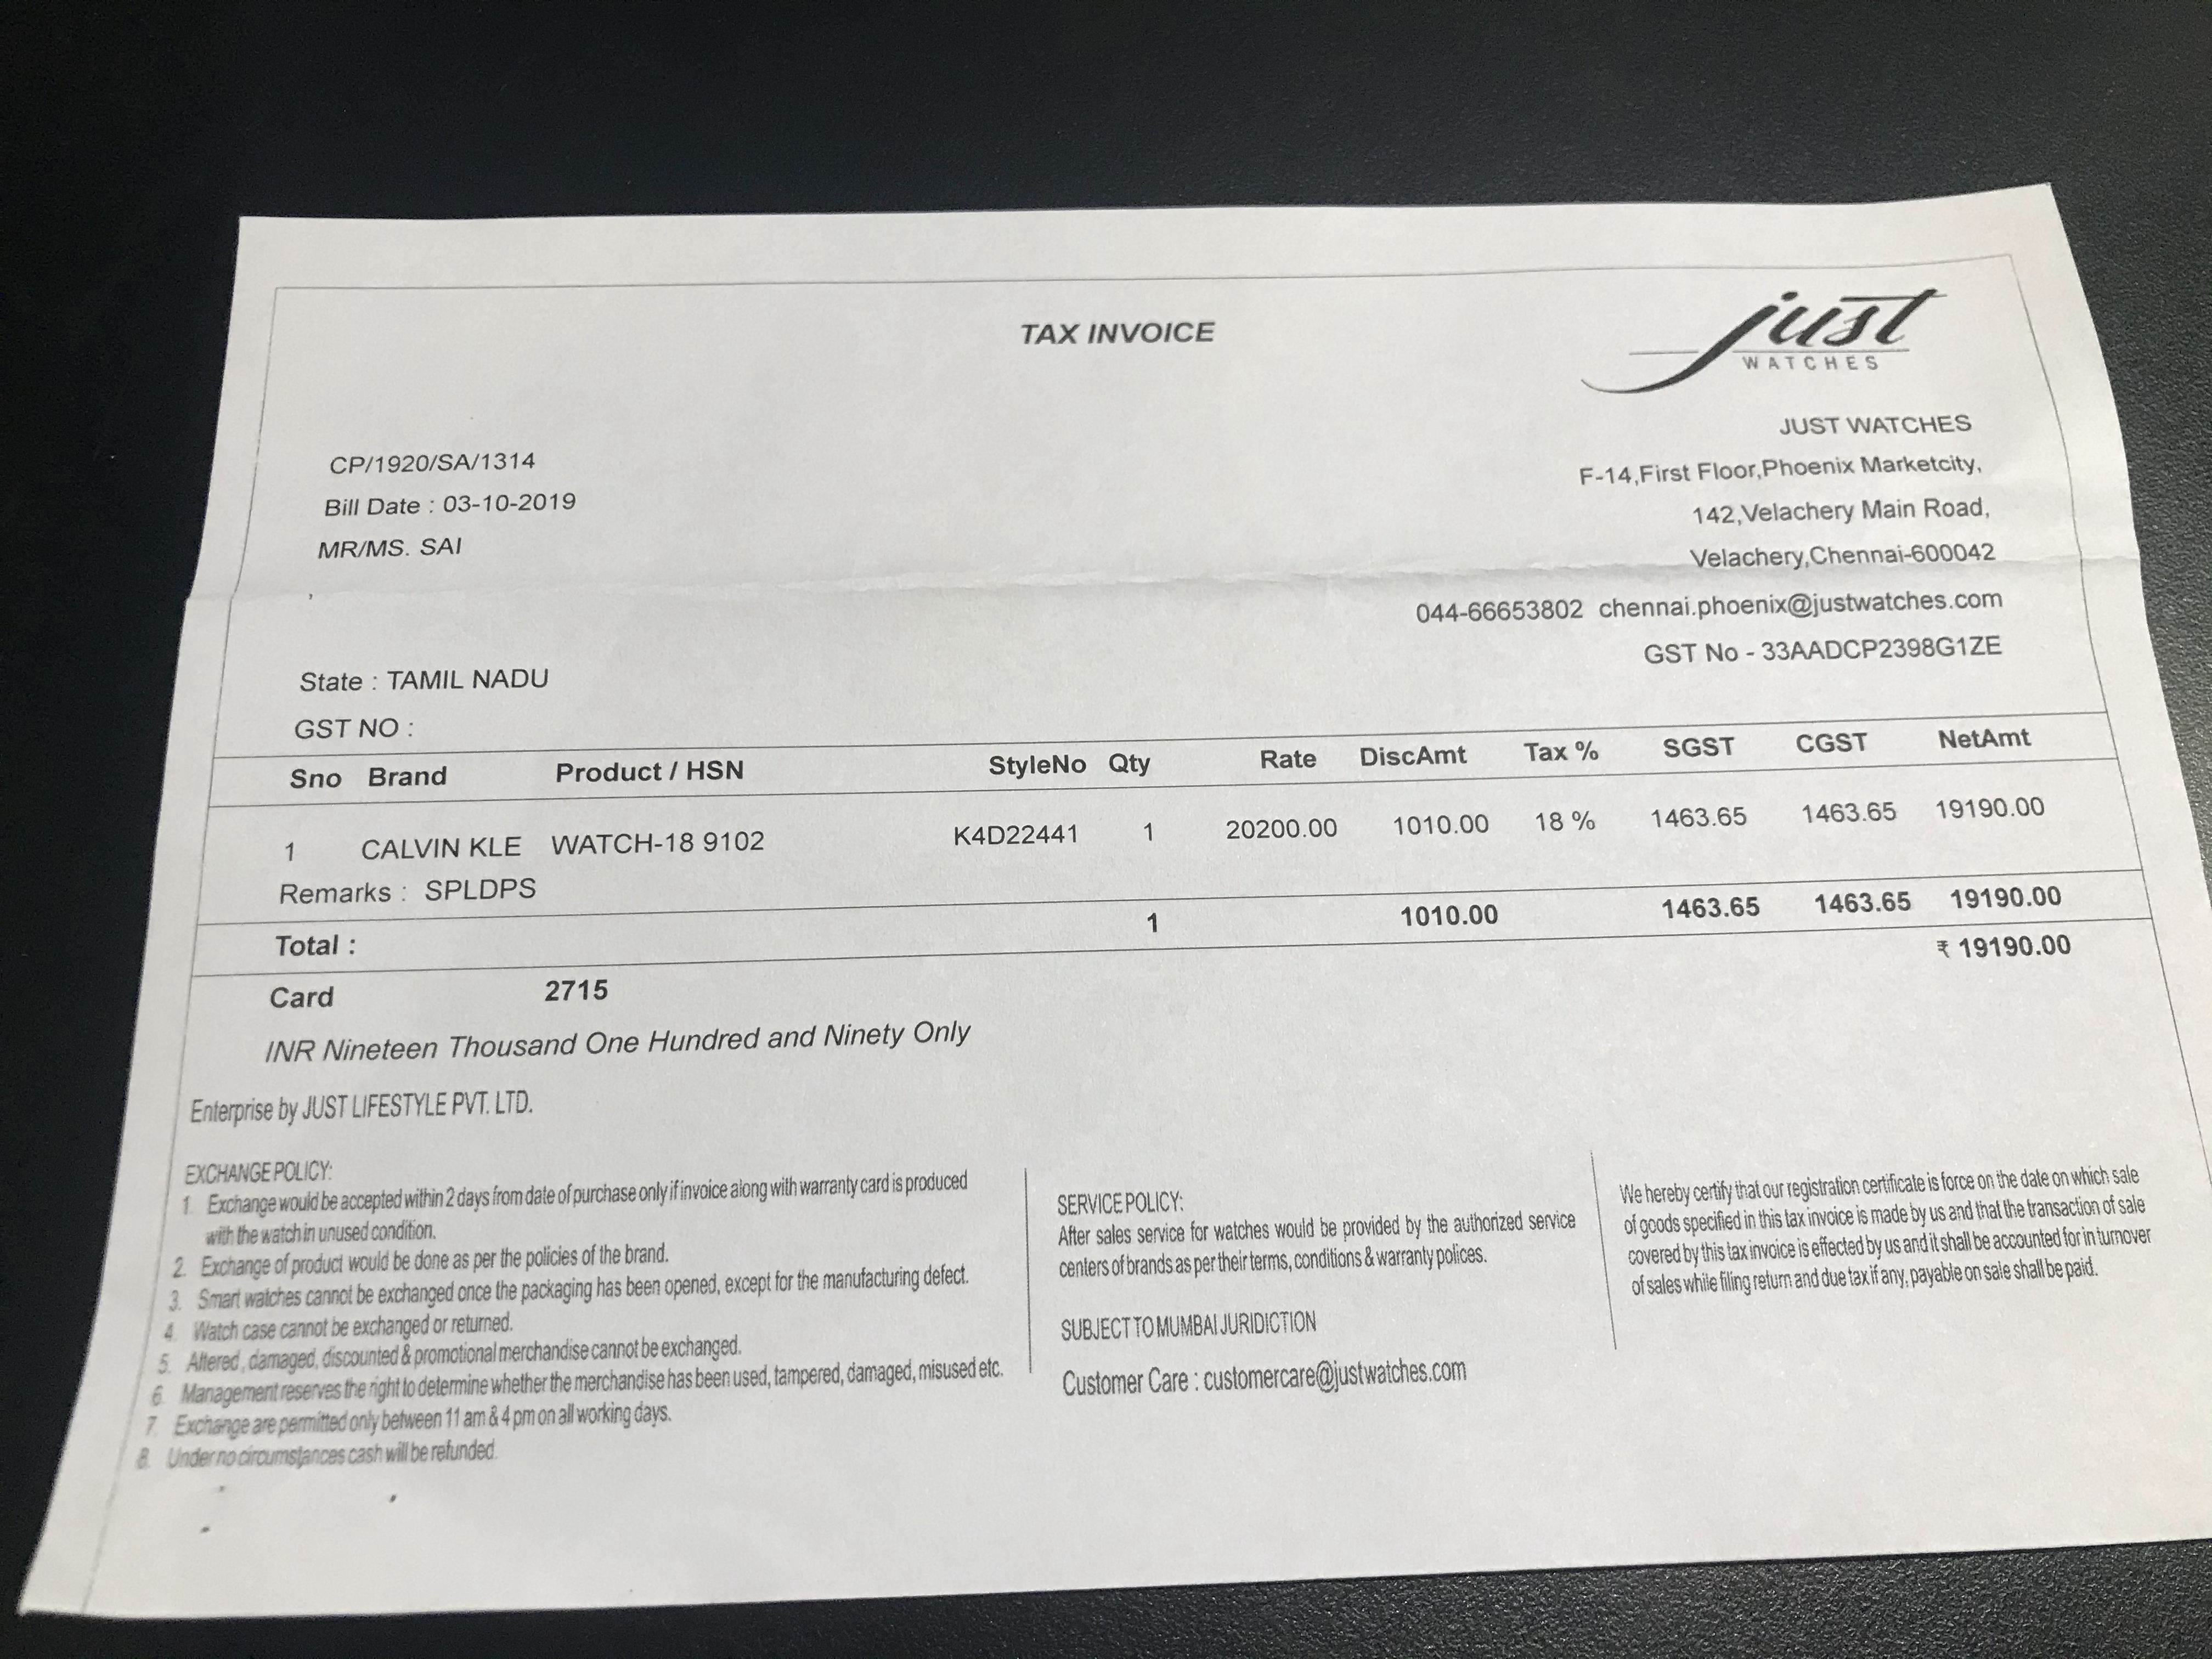 TAX INVOICE
just
WATCHES
CP/1920/SA/1314
Bill Date : 03-10-2019
MR/MS. SAI
JUST WATCHES
F-14,First Floor,Phoenix Marketcity,
142,Velachery Main Road,
Velachery,Chennai-600042
044-66653802 chennai.phoenix@justwatches.com
GST No - 33AADCP2398G1ZE
State : TAMIL NADU
GST NO :
Sno Brand Product / HSN StyleNo Qty Rate DiscAmt Tax % SGST CGST NetAmt
1 CALVIN KLE WATCH-18 9102 K4D22441 1 20200.00 1010.00 18 % 1463.65 1463.65 19190.00
Remarks : SPLDPS
Total : 1 1010.00 1463.65 1463.65 19190.00
₹ 19190.00
Card 2715
INR Nineteen Thousand One Hundred and Ninety Only
Enterprise by JUST LIFESTYLE PVT. LTD.
EXCHANGE POLICY:
1. Exchange would be accepted within 2 days from date of purchase only if invoice along with warranty card is produced
with the watch in unused condition.
2. Exchange of product would be done as per the policies of the brand.
3. Smart watches cannot be exchanged once the packaging has been opened, except for the manufacturing defect.
4. Watch case cannot be exchanged or returned.
5. Altered, damaged, discounted & promotional merchandise cannot be exchanged.
6. Management reserves the right to determine whether the merchandise has been used, tampered, damaged, misused etc.
7. Exchange are permitted only between 11 am & 4 pm on all working days.
8. Under no circumstances cash will be refunded.
SERVICE POLICY:
After sales service for watches would be provided by the authorized service
centers of brands as per their terms, conditions & warranty polices.
SUBJECT TO MUMBAI JURIDICTION
Customer Care : customercare@justwatches.com
We hereby certify that our registration certificate is force on the date on which sale
of goods specified in this tax invoice is made by us and that the transaction of sale
covered by this tax invoice is effected by us and it shall be accounted for in turnover
of sales while filing return and due tax if any, payable on sale shall be paid.